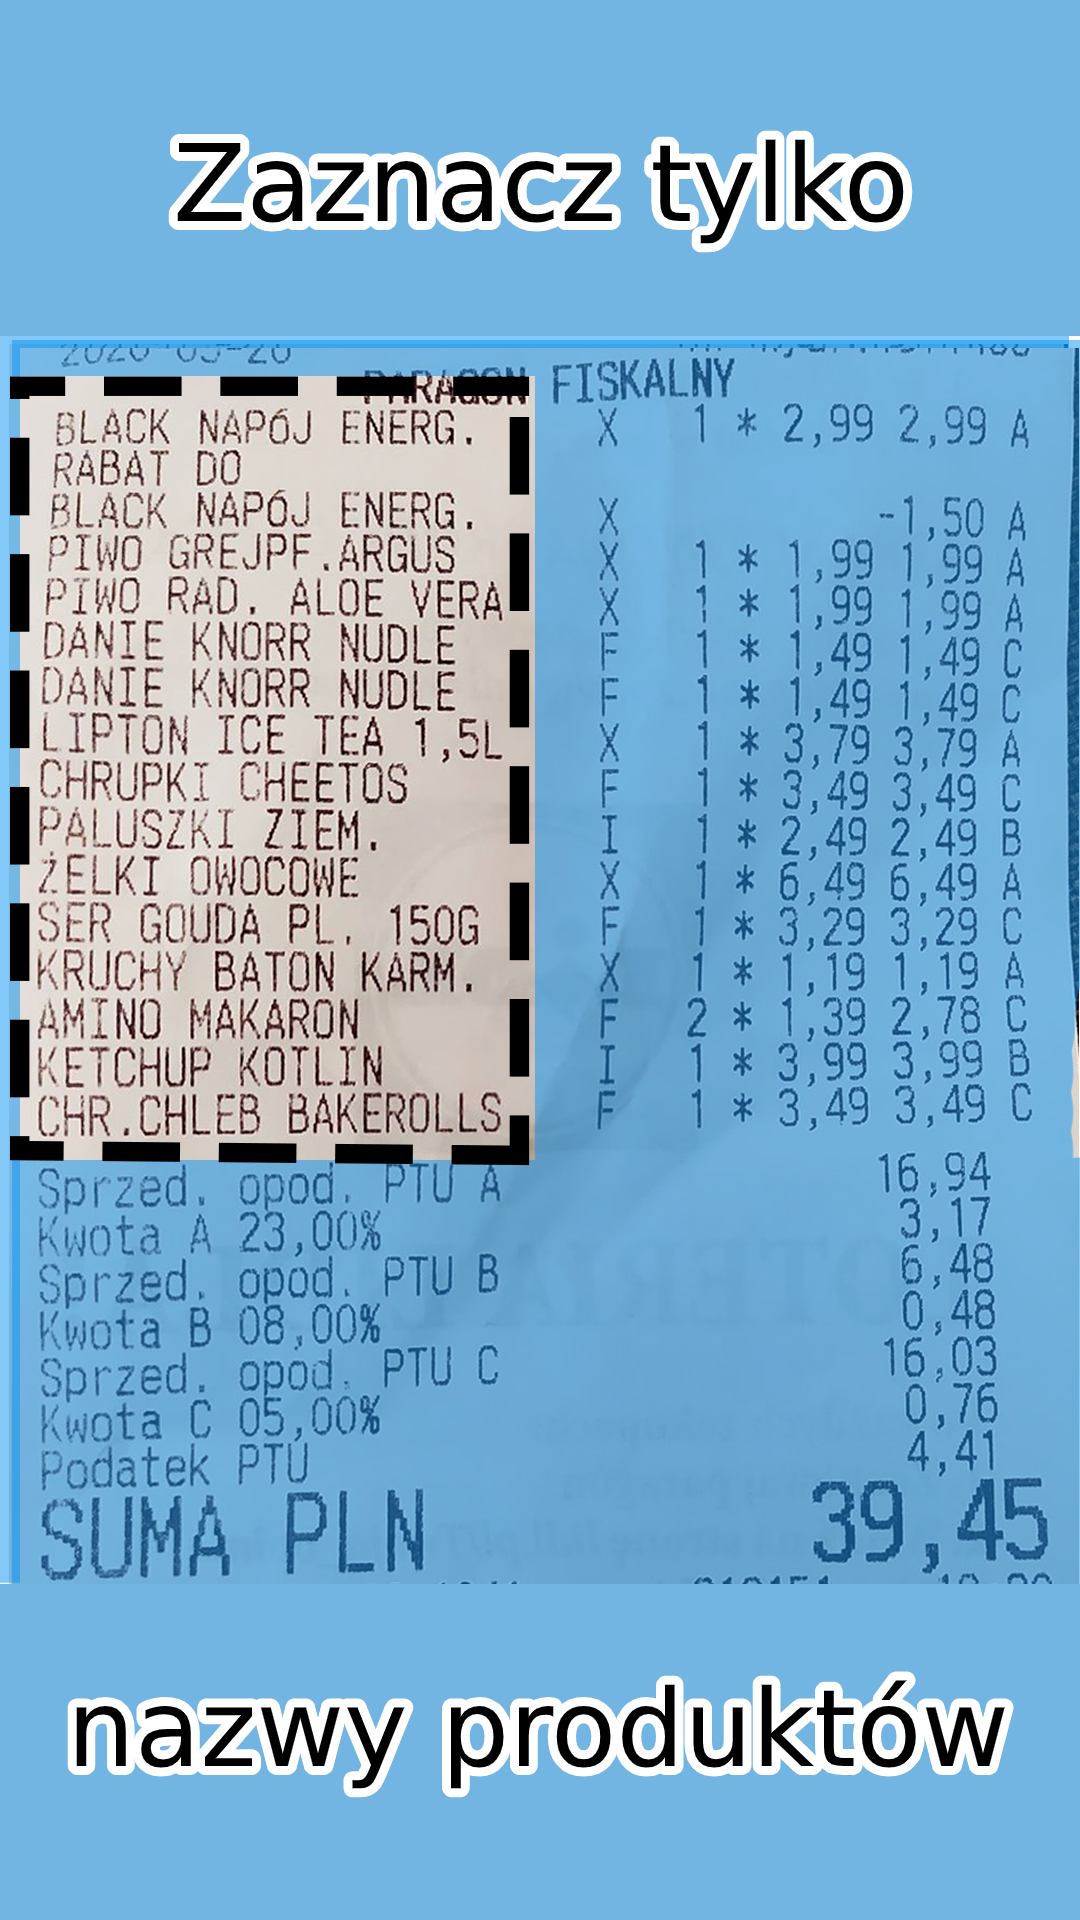 Zaznacz tylko
PARAGON FISKALNY
BLACK NAPÓJ ENERG. X 1 * 2,99 2,99 A
RABAT DO
BLACK NAPÓJ ENERG. X -1,50 A
PIWO GREJPF.ARGUS X 1 * 1,99 1,99 A
PIWO RAD. ALOE VERA X 1 * 1,99 1,99 A
DANIE KNORR NUDLE F 1 * 1,49 1,49 C
DANIE KNORR NUDLE F 1 * 1,49 1,49 C
LIPTON ICE TEA 1,5L X 1 * 3,79 3,79 A
CHRUPKI CHEETOS F 1 * 3,49 3,49 C
PALUSZKI ZIEM. I 1 * 2,49 2,49 B
ŻELKI OWOCOWE X 1 * 6,49 6,49 A
SER GOUDA PL. 150G F 1 * 3,29 3,29 C
KRUCHY BATON KARM. X 1 * 1,19 1,19 A
AMINO MAKARON F 2 * 1,39 2,78 C
KETCHUP KOTLIN I 1 * 3,99 3,99 B
CHR.CHLEB BAKEROLLS F 1 * 3,49 3,49 C
Sprzed. opod. PTU A 16,94
Kwota A 23,00% 3,17
Sprzed. opod. PTU B 6,48
Kwota B 08,00% 0,48
Sprzed. opod. PTU C 16,03
Kwota C 05,00% 0,76
Podatek PTU 4,41
SUMA PLN 39,45
nazwy produktów